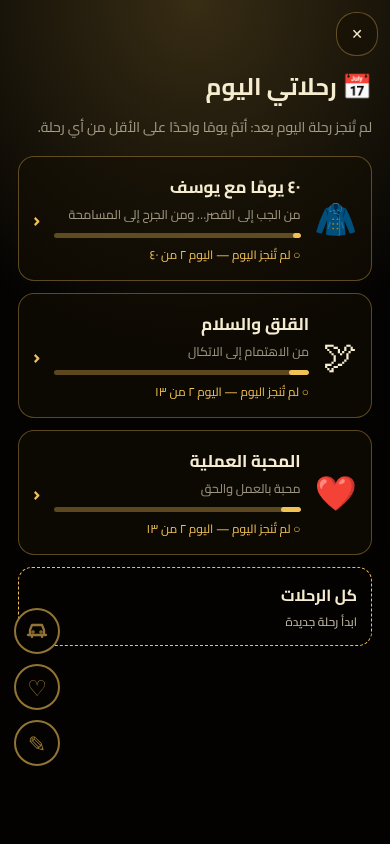 رحلاتي اليوم
لم تُنجز رحلة اليوم بعد: أتمّ يومًا واحدًا على الأقل من أي رحلة.
٤٠ يومًا مع يوسف
من الجب إلى القصر... ومن الجرح إلى المسامحة
○ لم تُنجز اليوم — اليوم ٢ من ٤٠
القلق والسلام
من الاهتمام إلى الاتكال
○ لم تُنجز اليوم — اليوم ٢ من ١٣
المحبة العملية
محبة بالعمل والحق
○ لم تُنجز اليوم — اليوم ٢ من ١٣
كل الرحلات
ابدأ رحلة جديدة